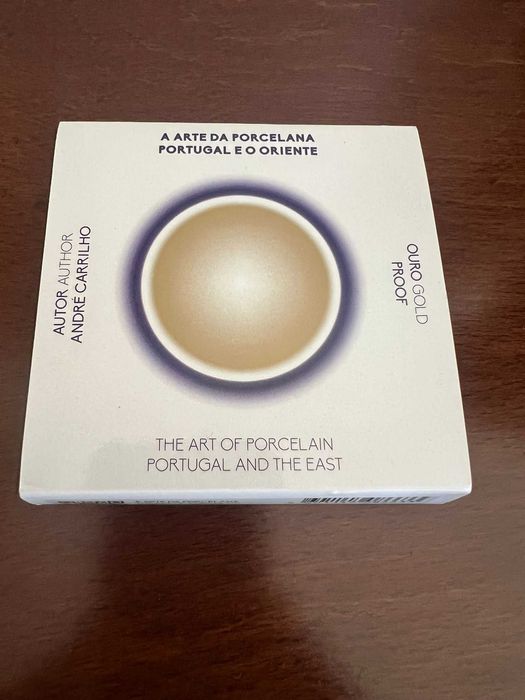 A ARTE DA PORCELANA
PORTUGAL E O ORIENTE
AUTOR AUTHOR
ANDRÉ CARRILHO
OURO GOLD
PROOF
THE ART OF PORCELAIN
PORTUGAL AND THE EAST